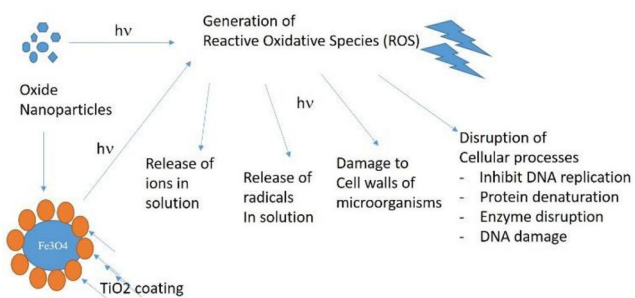 hν
Generation of
Reactive Oxidative Species (ROS)
Oxide
Nanoparticles
hν
hν
Release of
ions in
solution
Release of
radicals
In solution
Damage to
Cell walls of
microorganisms
Disruption of
Cellular processes
- Inhibit DNA replication
- Protein denaturation
- Enzyme disruption
- DNA damage
Fe3O4
TiO2 coating